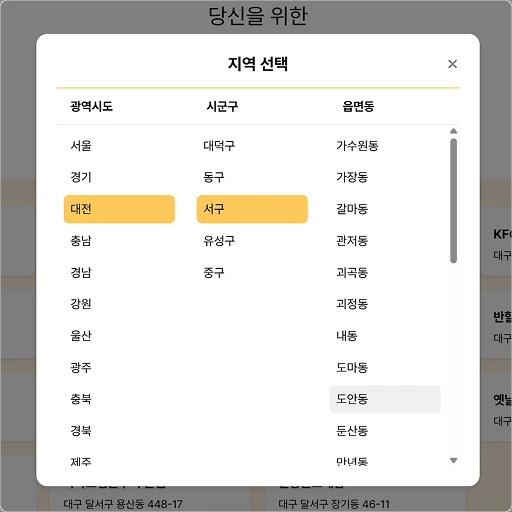 당신을 위한
지역 선택
광역시도 시군구 읍면동
서울 대덕구 가수원동
경기 동구 가장동
대전 서구 갈마동
충남 유성구 관저동
경남 중구 괴곡동
강원 괴정동
울산 내동
광주 도마동
충북 도안동
경북 둔산동
제주 만년동
대구 달서구 용산동 448-17
대구 달서구 장기동 46-11
대구
대구
대구